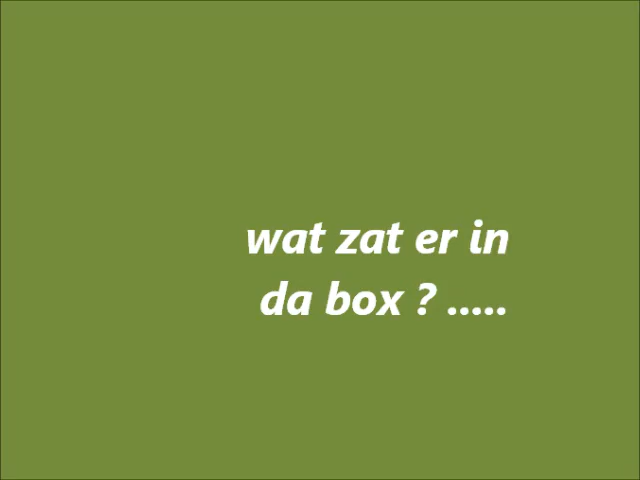 wat zat er in
da box ? .....